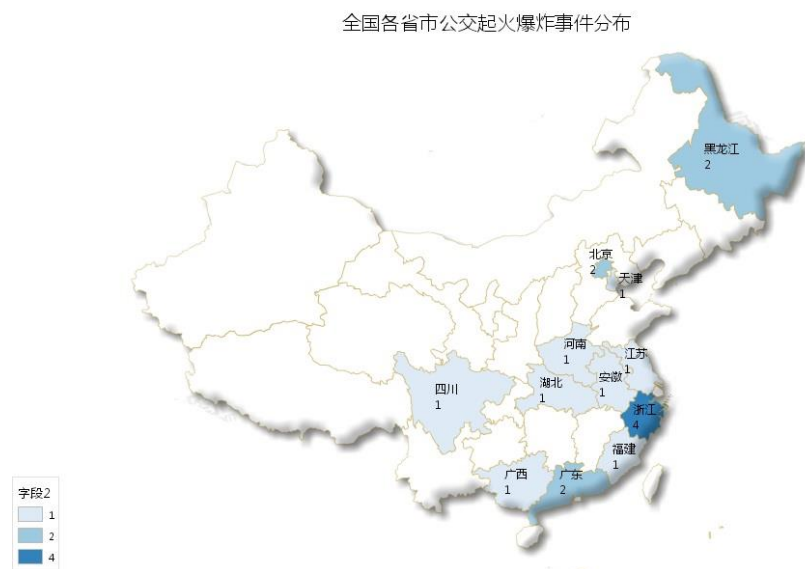 全国各省市公交起火爆炸事件分布
黑龙江
2
北京
2
天津
1
河南
1
江苏
1
安徽
1
湖北
1
四川
1
浙江
4
福建
1
广西
1
广东
2
字段2
1
2
4